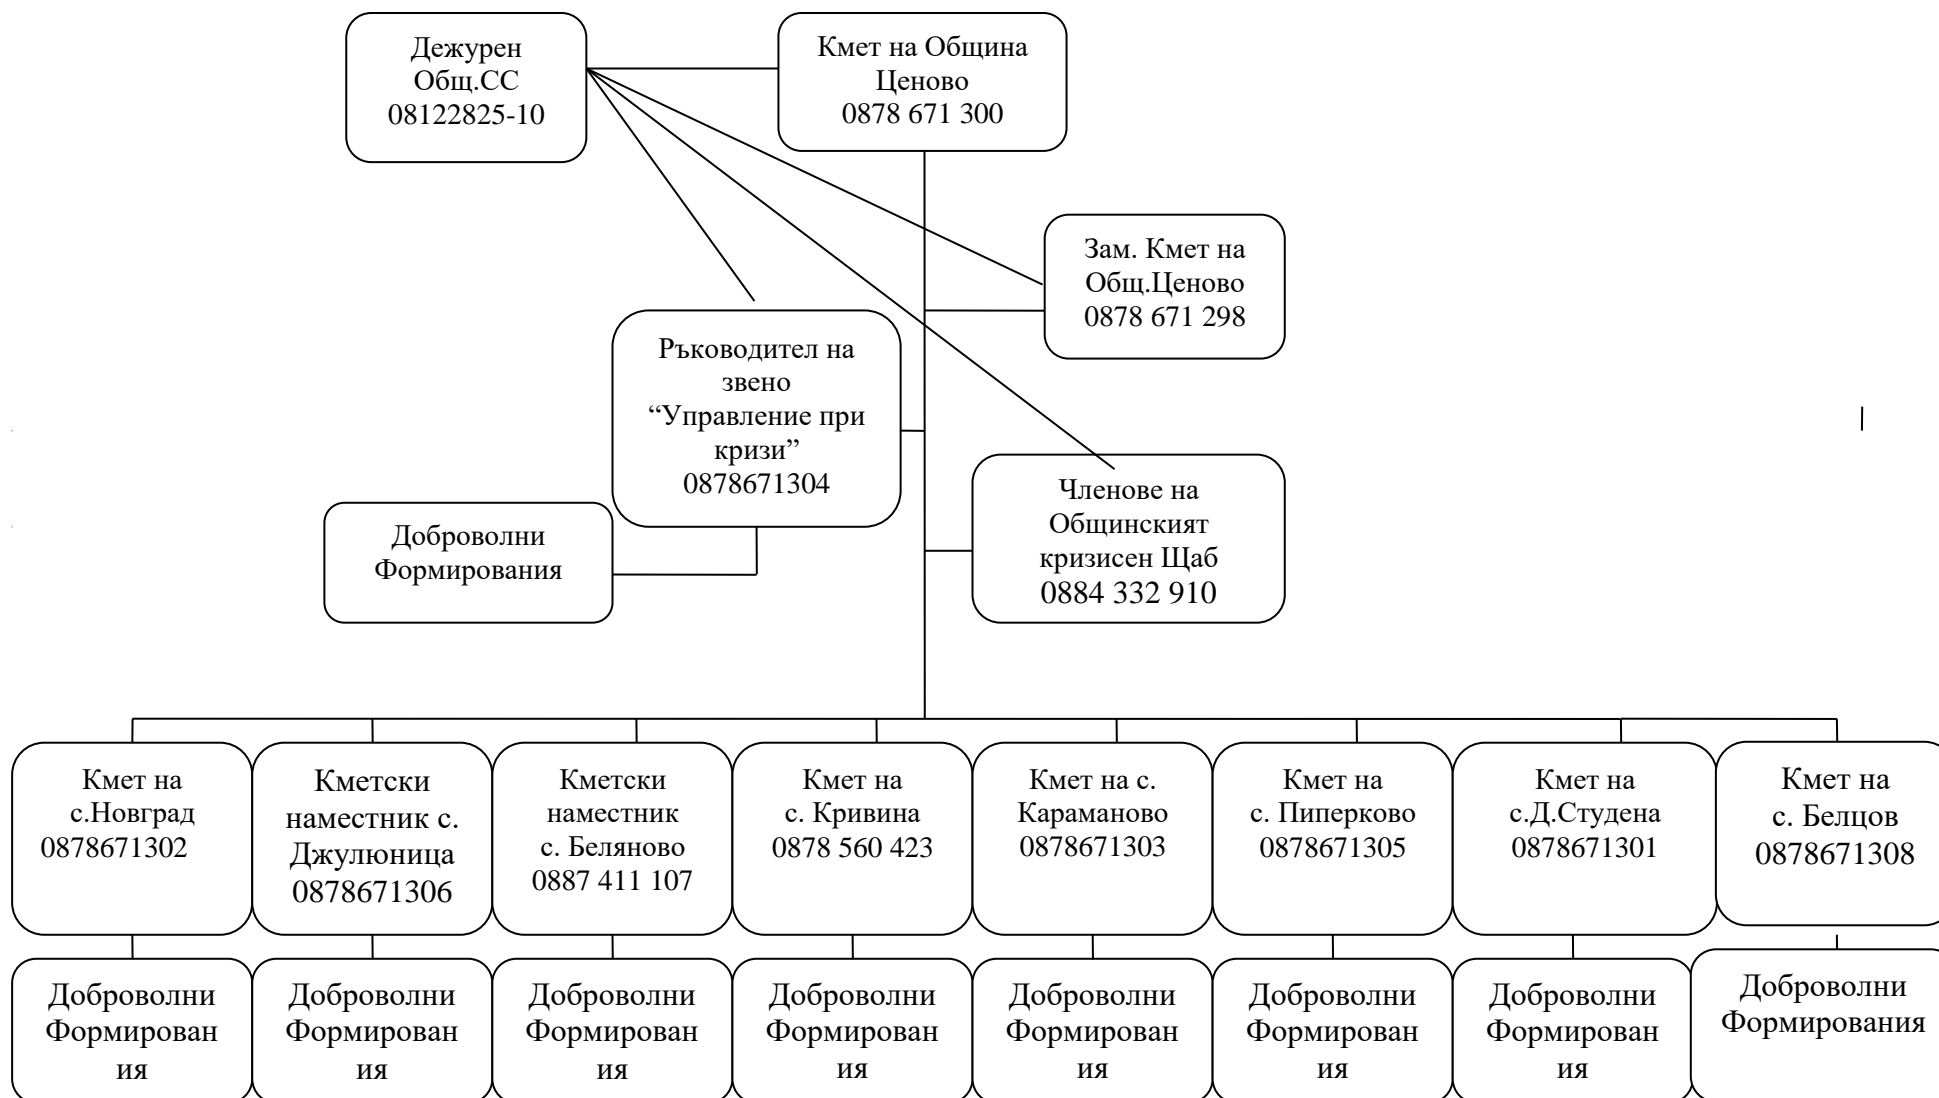 Дежурен
Общ.СС
08122825-10
Кмет на Община
Ценово
0878 671 300
Зам. Кмет на
Общ.Ценово
0878 671 298
Ръководител на
звено
“Управление при
кризи”
0878671304
Членове на
Общинският
кризисен Щаб
0884 332 910
Доброволни
Формирования
Кмет на
с.Новград
0878671302
Кметски
наместник с.
Джулюница
0878671306
Кметски
наместник
с. Беляново
0887 411 107
Кмет на
с. Кривина
0878 560 423
Кмет на с.
Караманово
0878671303
Кмет на
с. Пиперково
0878671305
Кмет на
с.Д.Студена
0878671301
Кмет на
с. Белцов
0878671308
Доброволни
Формирован
ия
Доброволни
Формирован
ия
Доброволни
Формирован
ия
Доброволни
Формирован
ия
Доброволни
Формирован
ия
Доброволни
Формирован
ия
Доброволни
Формирован
ия
Доброволни
Формирования